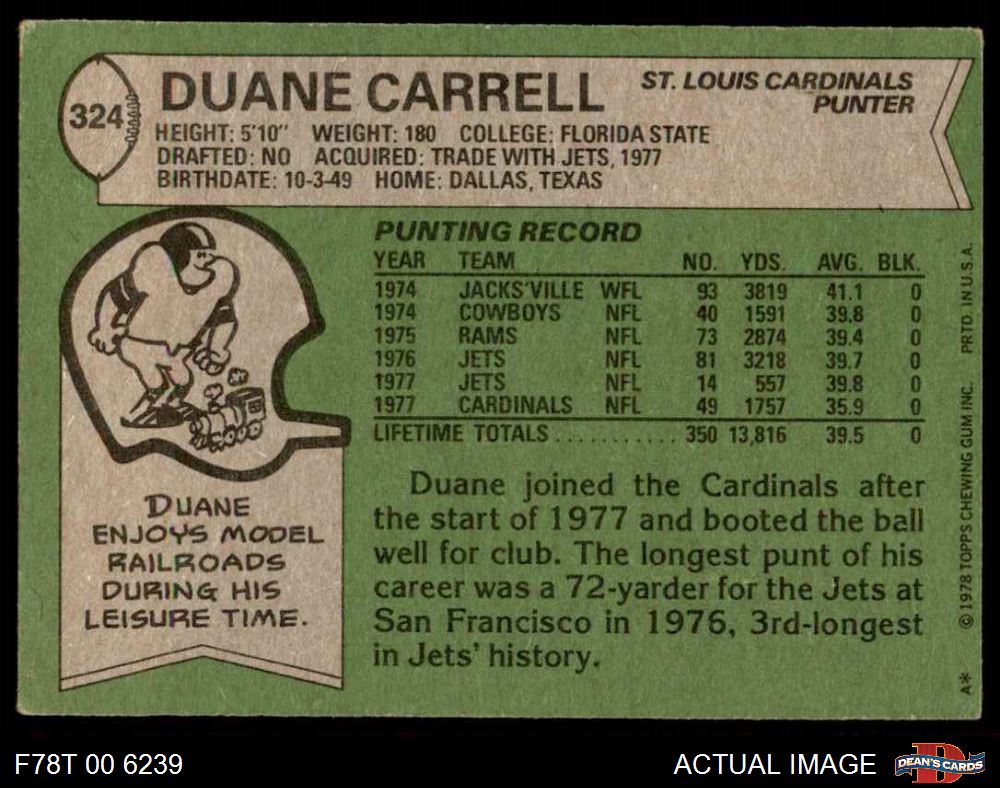 324
DUANE CARRELL
ST. LOUIS CARDINALS
PUNTER
HEIGHT: 5'10" WEIGHT: 180 COLLEGE: FLORIDA STATE
DRAFTED: NO ACQUIRED: TRADE WITH JETS, 1977
BIRTHDATE: 10-3-49 HOME: DALLAS, TEXAS
PUNTING RECORD
YEAR TEAM NO. YDS. AVG. BLK.
1974 JACKS'VILLE WFL 93 3819 41.1 0
1974 COWBOYS NFL 40 1591 39.8 0
1975 RAMS NFL 73 2874 39.4 0
1976 JETS NFL 81 3218 39.7 0
1977 JETS NFL 14 557 39.8 0
1977 CARDINALS NFL 49 1757 35.9 0
LIFETIME TOTALS ........... 350 13,816 39.5 0
Duane joined the Cardinals after
the start of 1977 and booted the ball
well for club. The longest punt of his
career was a 72-yarder for the Jets at
San Francisco in 1976, 3rd-longest
in Jets' history.
DUANE
ENJOYS MODEL
RAILROADS
DURING HIS
LEISURE TIME.
A* © 1978 TOPPS CHEWING GUM INC. PRTD. IN U.S.A.
F78T 00 6239
ACTUAL IMAGE
DEAN'S CARDS